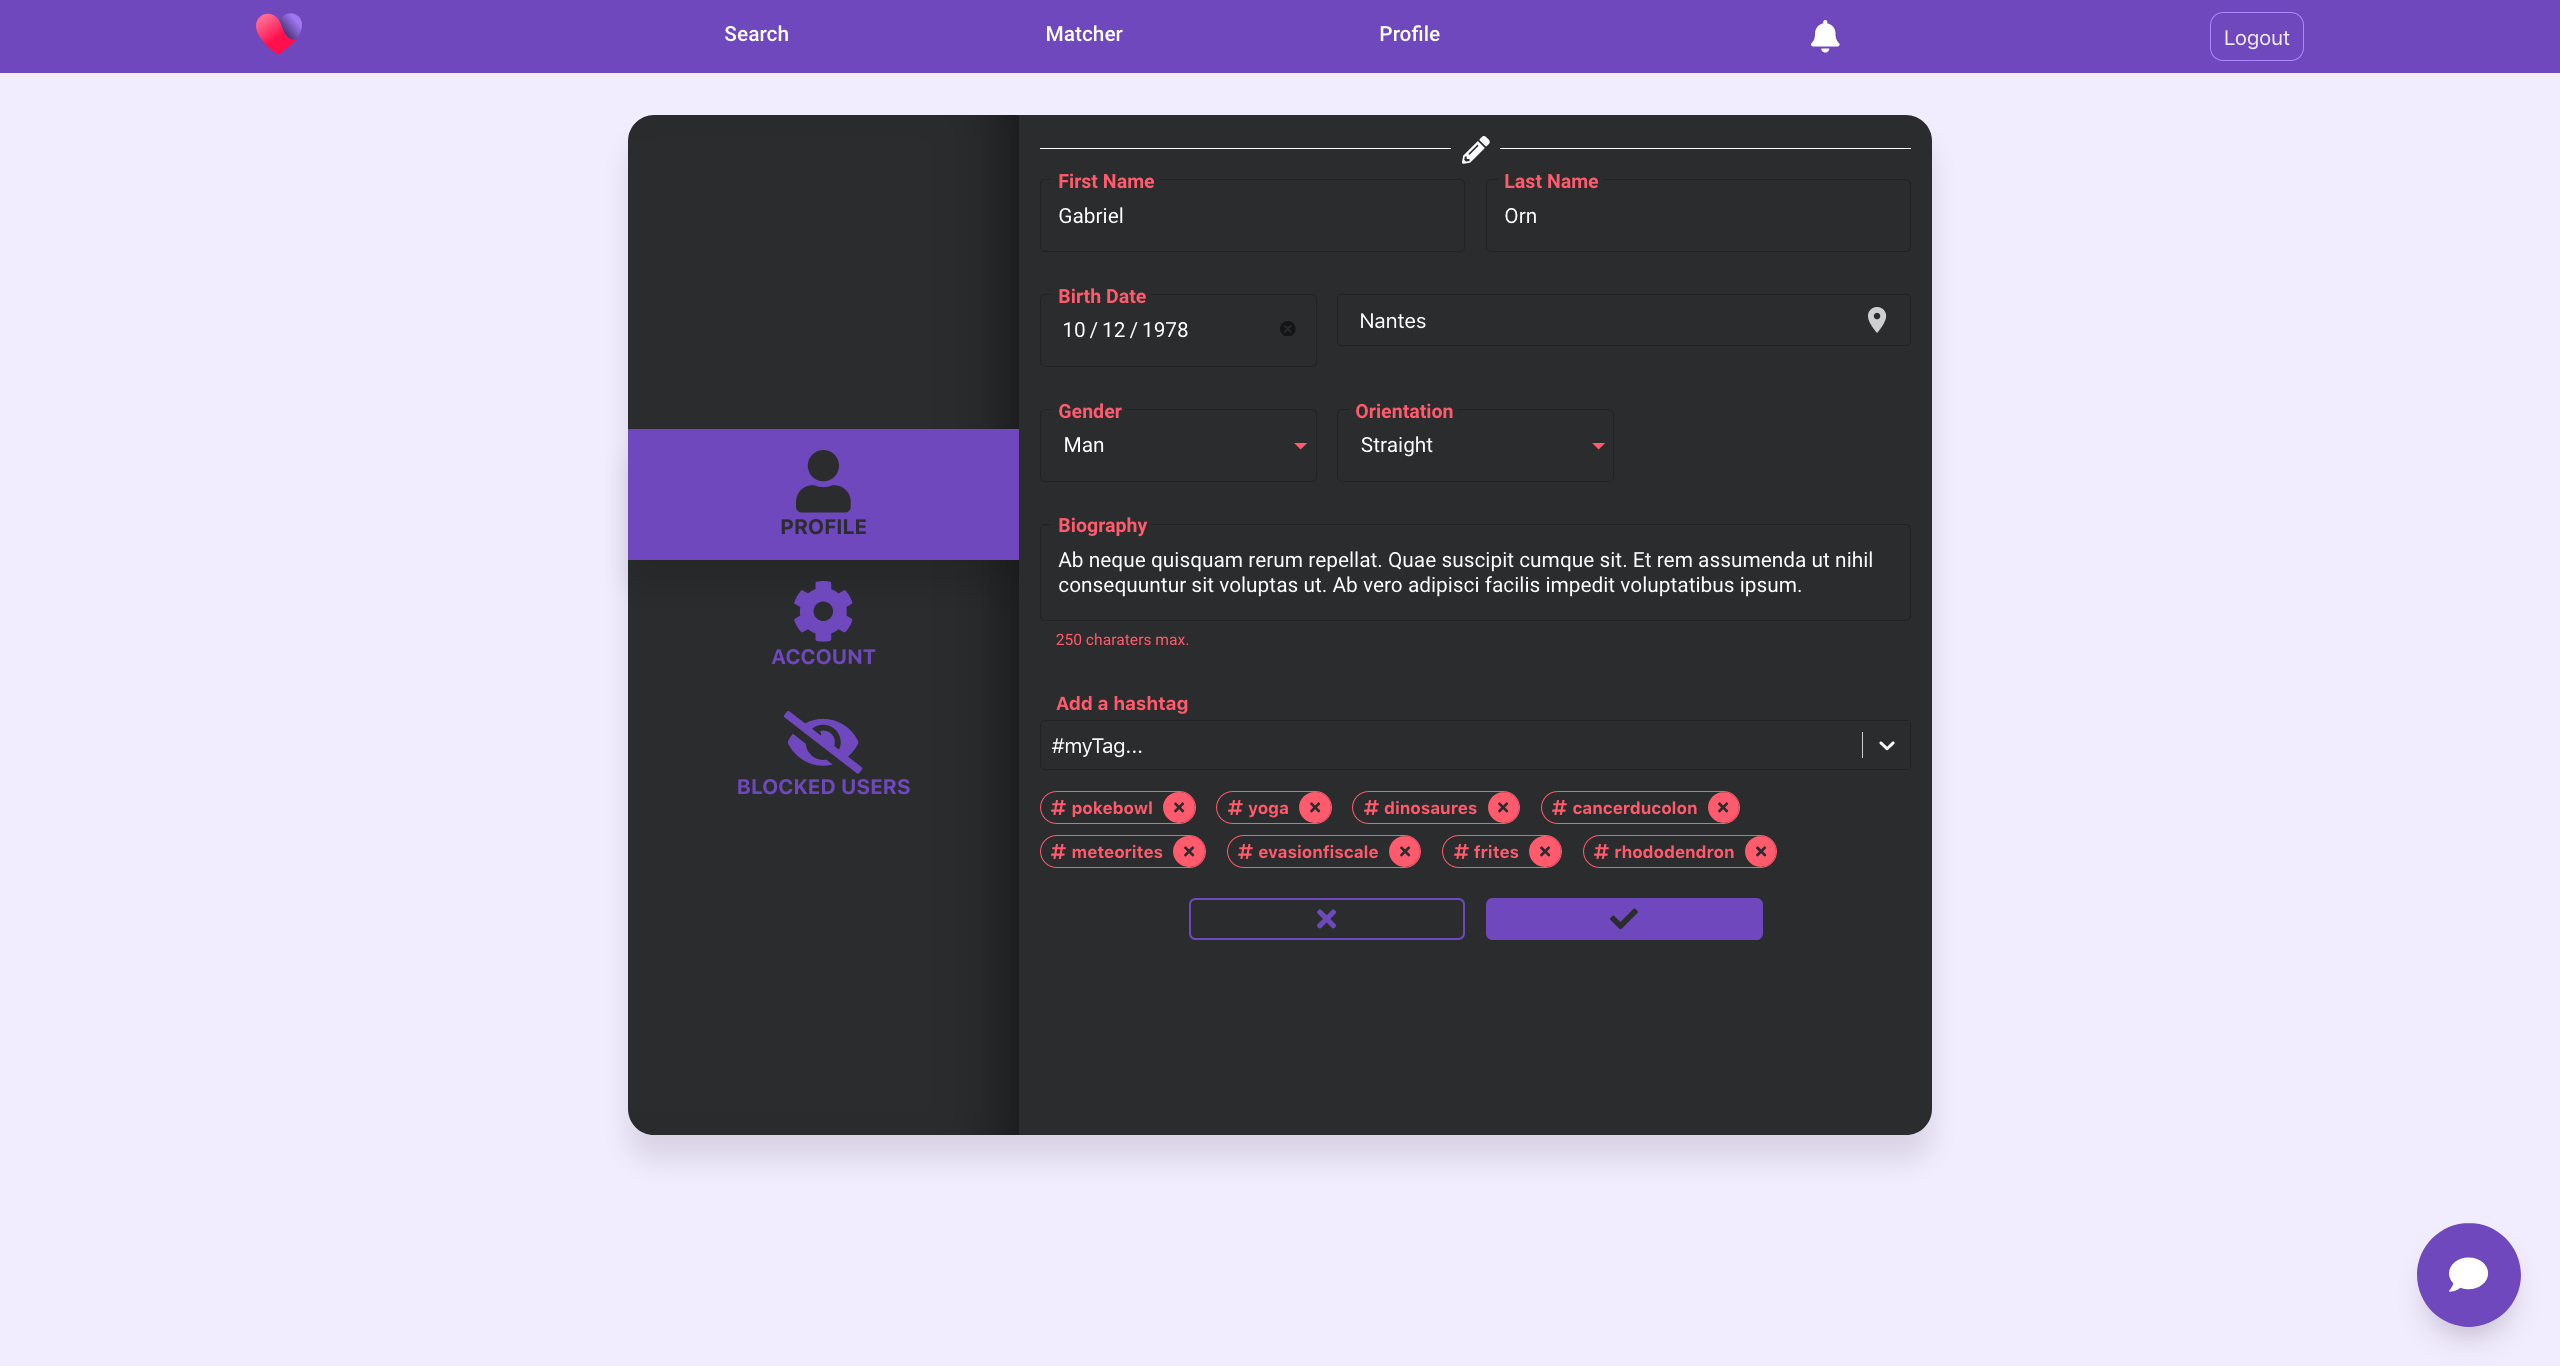 Search Matcher Profile Logout
First Name Last Name
Gabriel Orn
Birth Date
10 / 12 / 1978 Nantes
Gender Orientation
Man Straight
PROFILE
Biography
Ab neque quisquam rerum repellat. Quae suscipit cumque sit. Et rem assumenda ut nihil
consequuntur sit voluptas ut. Ab vero adipisci facilis impedit voluptatibus ipsum.
250 charaters max.
ACCOUNT
Add a hashtag
#myTag...
BLOCKED USERS
# pokebowl # yoga # dinosaures # cancerducolon
# meteorites # evasionfiscale # frites # rhododendron